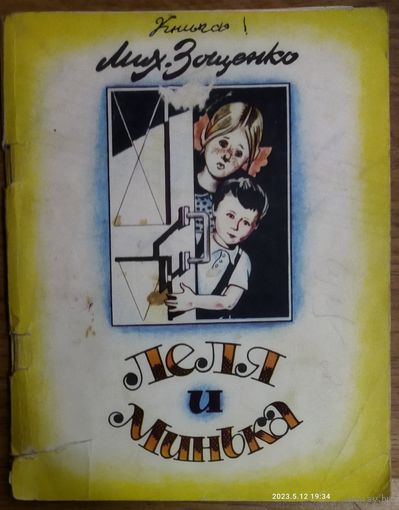 Книга!
Мих. Зощенко
Леля
и
Минька
2023.5.12 19:34